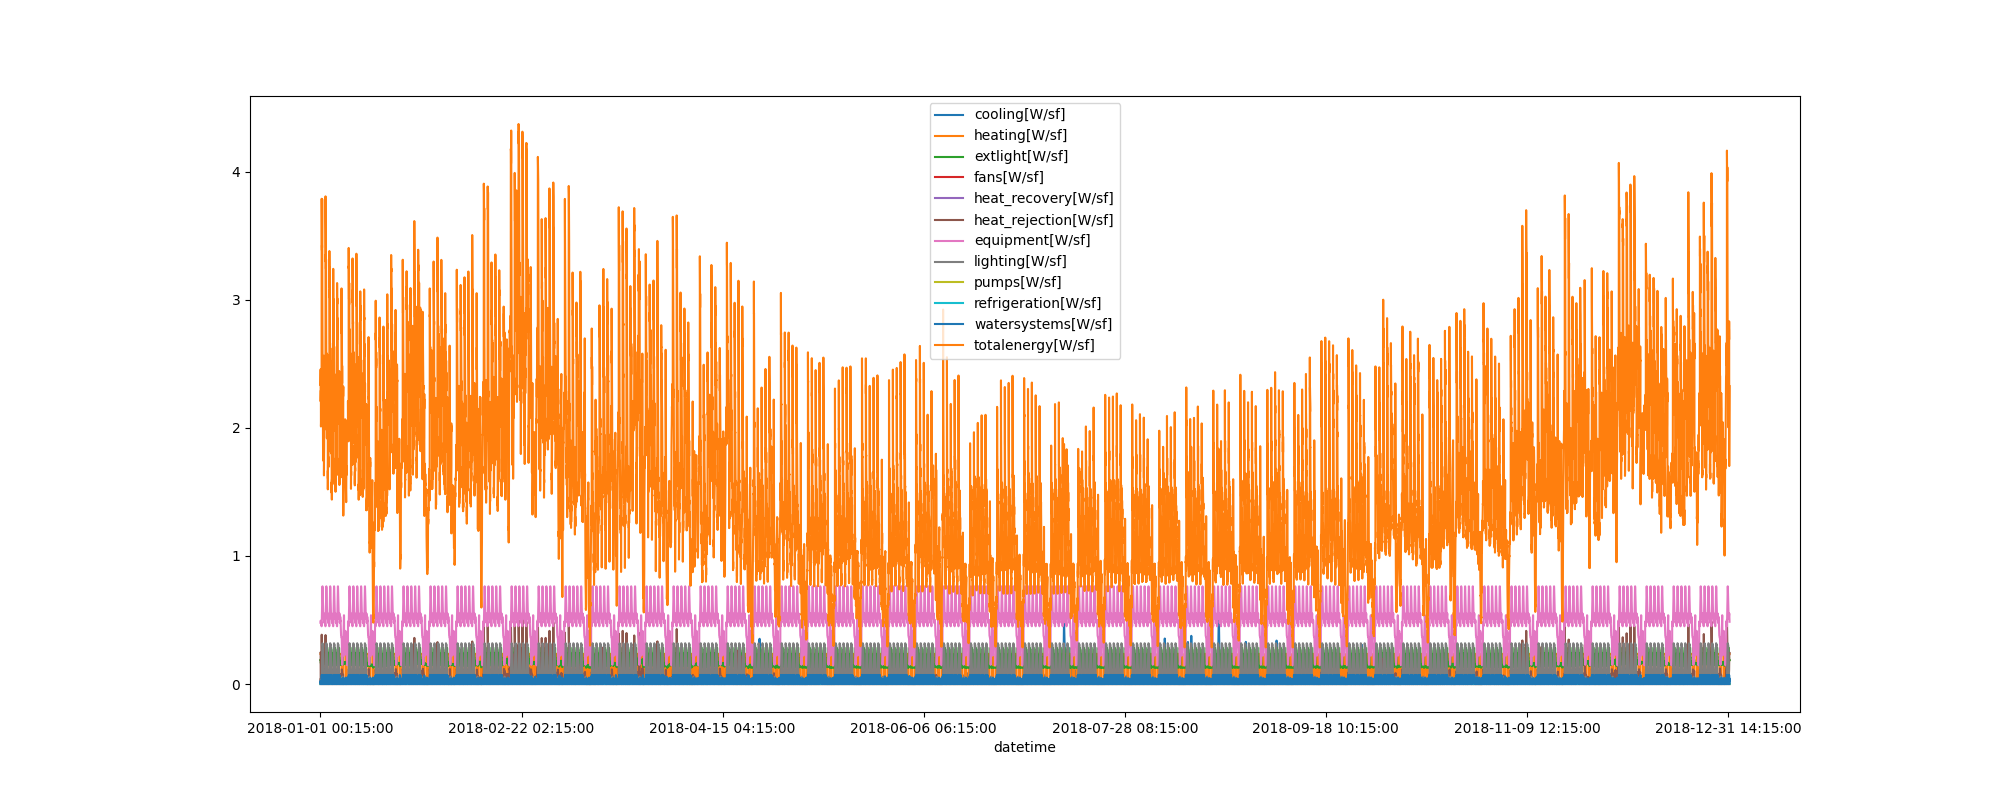 cooling[W/sf]
heating[W/sf]
extlight[W/sf]
fans[W/sf]
heat_recovery[W/sf]
heat_rejection[W/sf]
equipment[W/sf]
lighting[W/sf]
pumps[W/sf]
refrigeration[W/sf]
watersystems[W/sf]
totalenergy[W/sf]
4
3
2
1
0
2018-01-01 00:15:00 2018-02-22 02:15:00 2018-04-15 04:15:00 2018-06-06 06:15:00 2018-07-28 08:15:00 2018-09-18 10:15:00 2018-11-09 12:15:00 2018-12-31 14:15:00
datetime